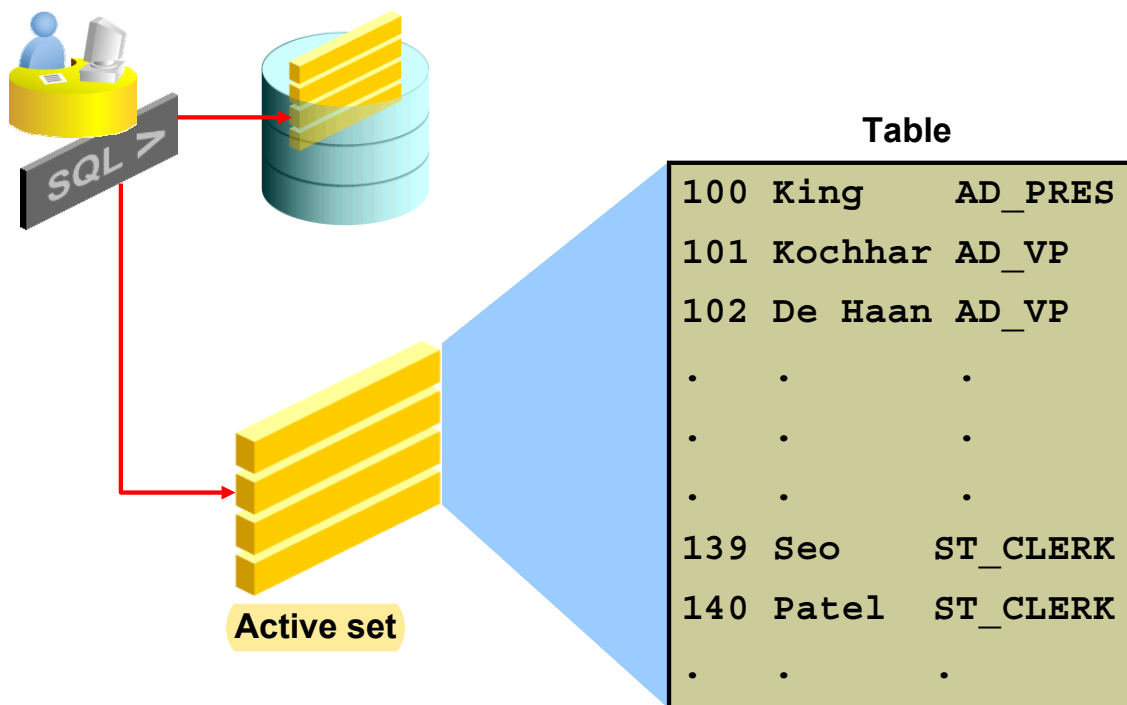 SQL >
Table
100 King AD_PRES
101 Kochhar AD_VP
102 De Haan AD_VP
. . .
. . .
. . .
139 Seo ST_CLERK
140 Patel ST_CLERK
. . .
Active set